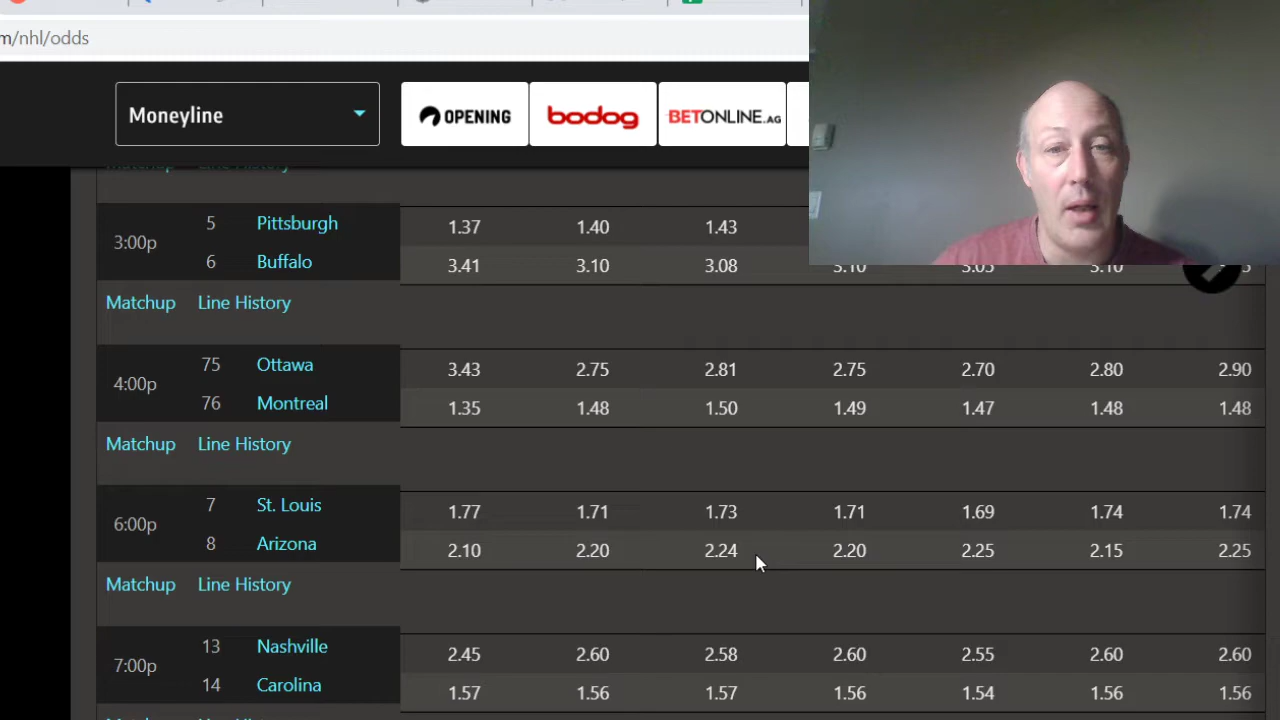 m/nhl/odds
Moneyline OPENING bodog BETONLINE.AG
3:00p
5 Pittsburgh 1.37 1.40 1.43
6 Buffalo 3.41 3.10 3.08 3.10 3.05 3.10
Matchup Line History
4:00p
75 Ottawa 3.43 2.75 2.81 2.75 2.70 2.80 2.90
76 Montreal 1.35 1.48 1.50 1.49 1.47 1.48 1.48
Matchup Line History
6:00p
7 St. Louis 1.77 1.71 1.73 1.71 1.69 1.74 1.74
8 Arizona 2.10 2.20 2.24 2.20 2.25 2.15 2.25
Matchup Line History
7:00p
13 Nashville 2.45 2.60 2.58 2.60 2.55 2.60 2.60
14 Carolina 1.57 1.56 1.57 1.56 1.54 1.56 1.56